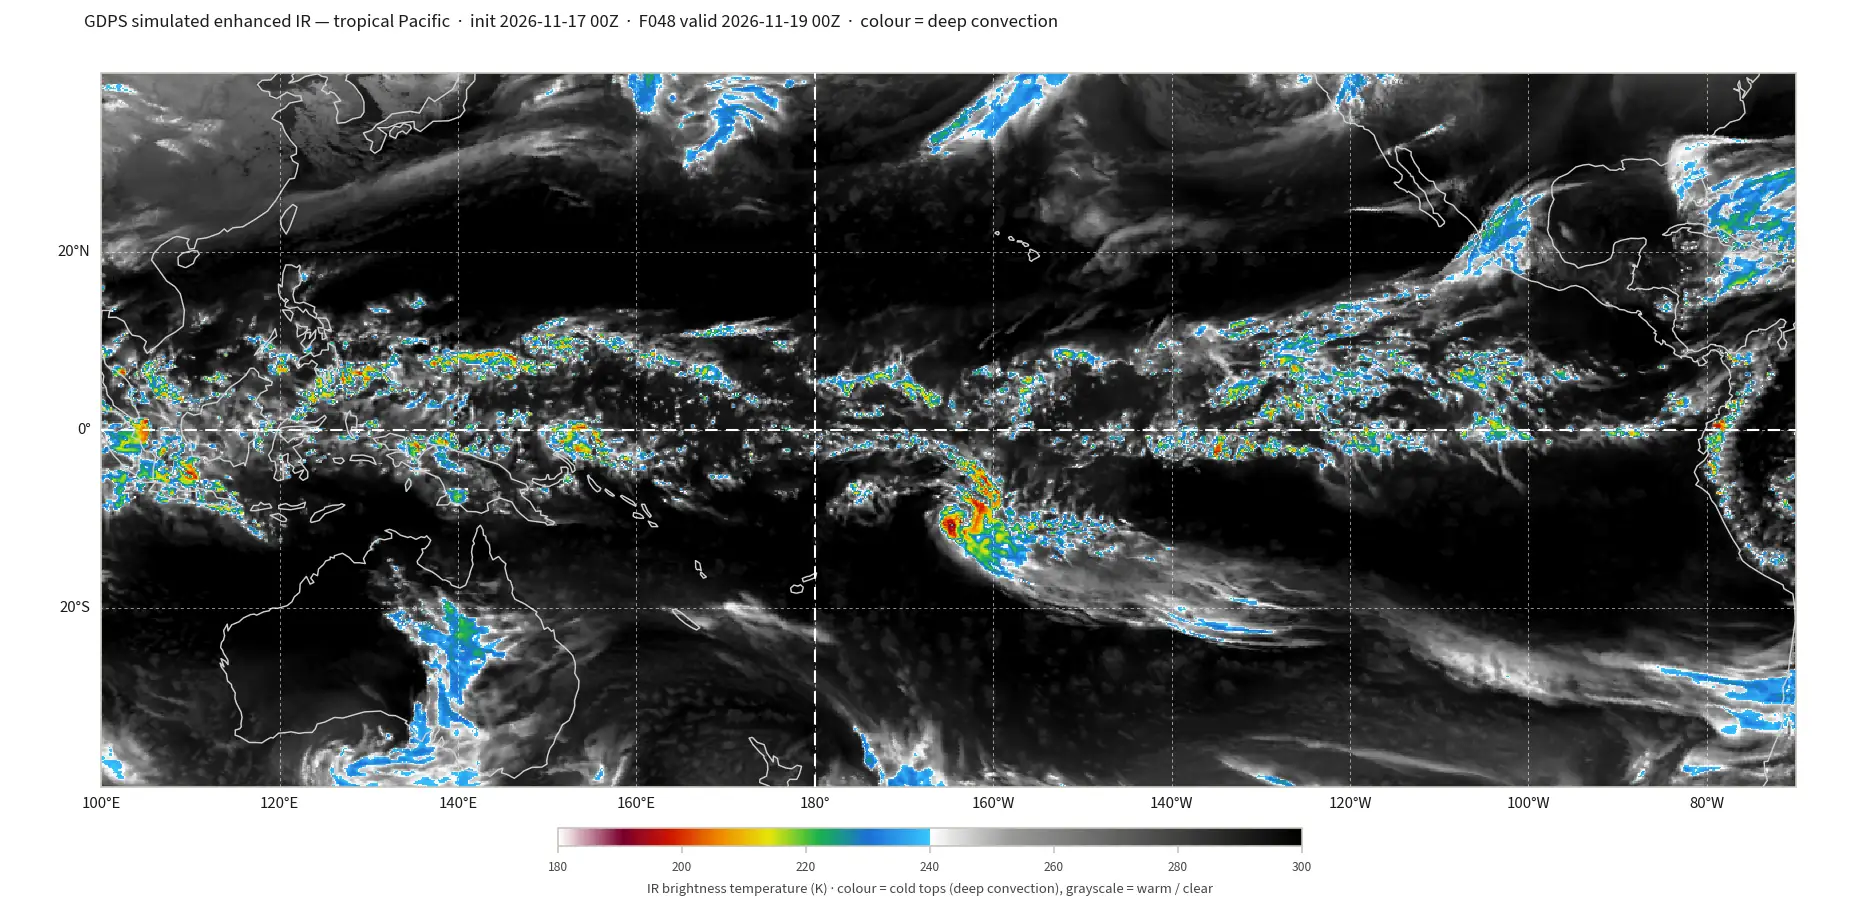 GDPS simulated enhanced IR — tropical Pacific · init 2026-11-17 00Z · F048 valid 2026-11-19 00Z · colour = deep convection
20°N
0°
20°S
100°E 120°E 140°E 160°E 180° 160°W 140°W 120°W 100°W 80°W
180 200 220 240 260 280 300
IR brightness temperature (K) · colour = cold tops (deep convection), grayscale = warm / clear